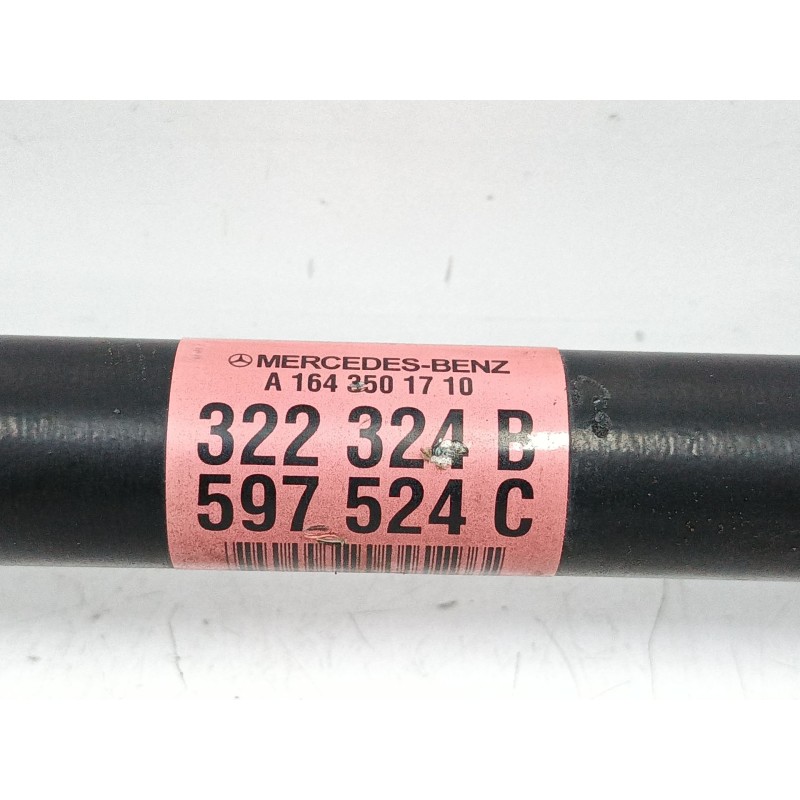 MERCEDES-BENZ
A 164 350 17 10
322 324 B
597 524 C